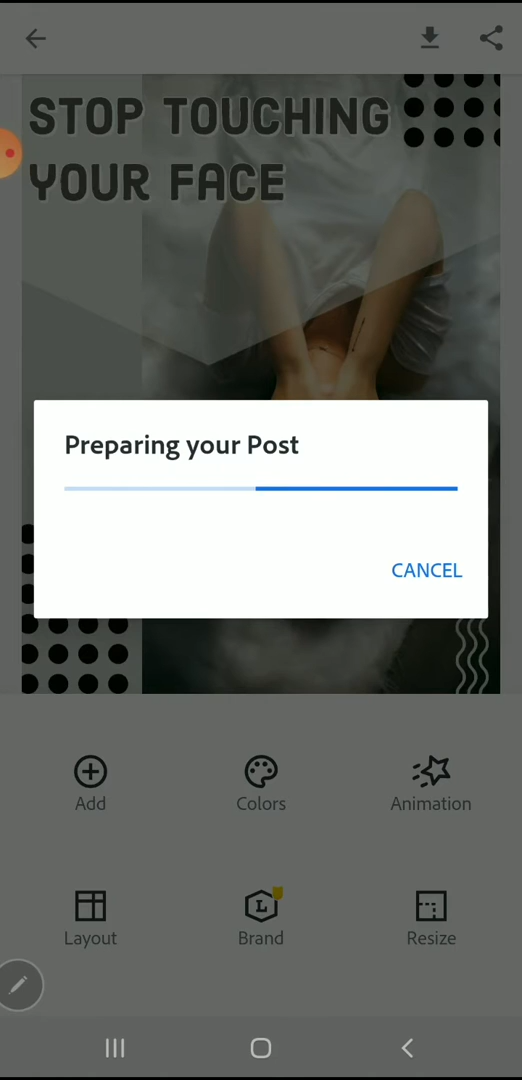 STOP TOUCHING
YOUR FACE
Preparing your Post
CANCEL
Add
Colors
Animation
Layout
Brand
Resize